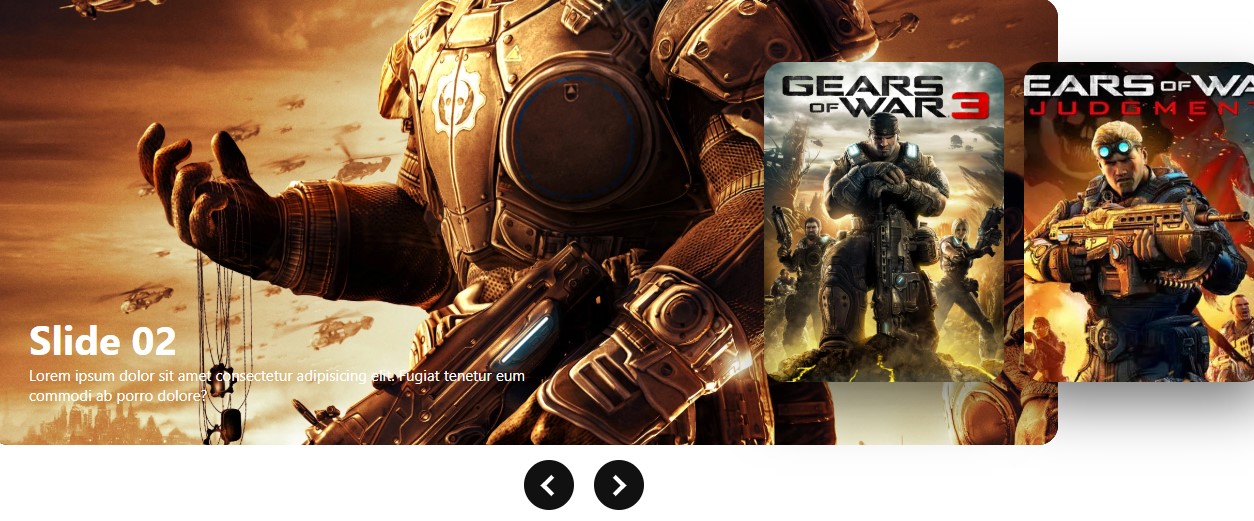 GEARS
OF WAR 3
EARS OF WA
JUDGMENT
Slide 02
Lorem ipsum dolor sit amet consectetur adipisicing elit. Fugiat tenetur eum
commodi ab porro dolore?